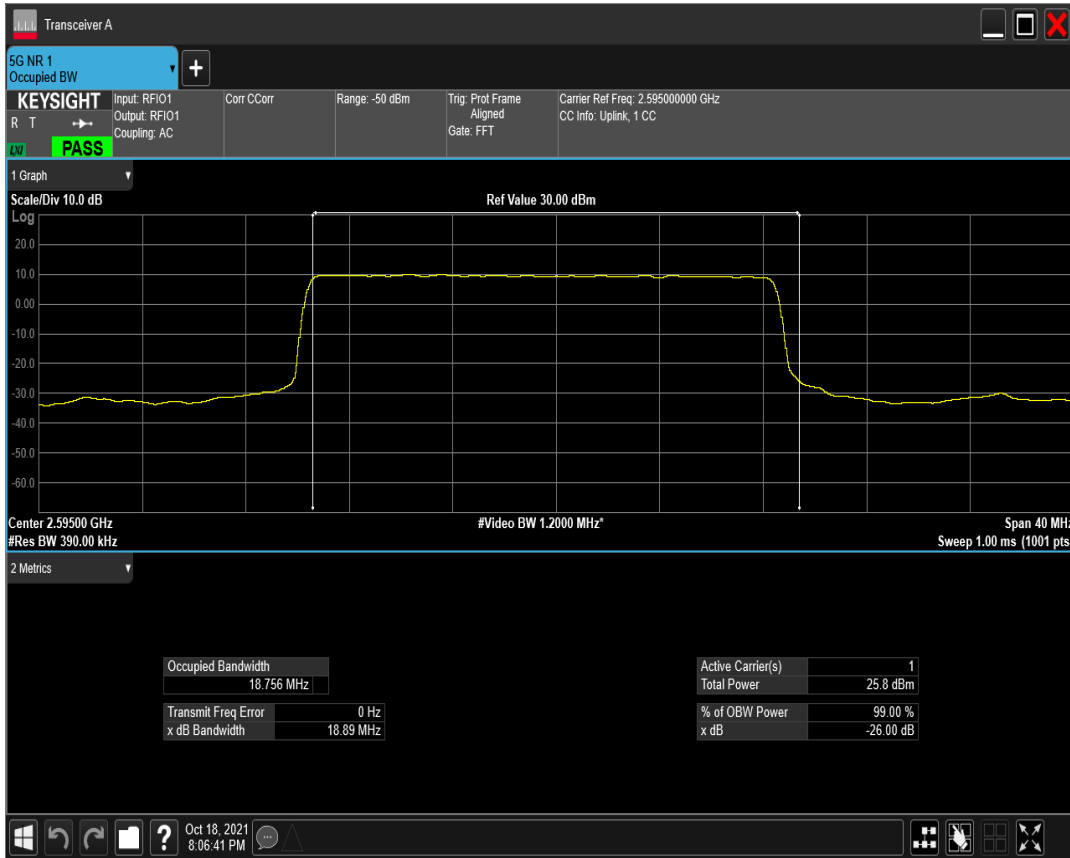 Transceiver A
5G NR 1
Occupied BW
+
KEYSIGHT
R T
LXI
PASS
Input: RFIO1
Output: RFIO1
Coupling: AC
Corr CCorr
Range: -50 dBm
Trig: Prot Frame
Aligned
Gate: FFT
Carrier Ref Freq: 2.595000000 GHz
CC Info: Uplink, 1 CC
1 Graph
Scale/Div 10.0 dB
Ref Value 30.00 dBm
Log
20.0
10.0
0.00
-10.0
-20.0
-30.0
-40.0
-50.0
-60.0
Center 2.59500 GHz
#Video BW 1.2000 MHz*
Span 40 MHz
#Res BW 390.00 kHz
Sweep 1.00 ms (1001 pts
2 Metrics
Occupied Bandwidth
18.756 MHz
Transmit Freq Error 0 Hz
x dB Bandwidth 18.89 MHz
Active Carrier(s) 1
Total Power 25.8 dBm
% of OBW Power 99.00 %
x dB -26.00 dB
?
Oct 18, 2021
8:06:41 PM